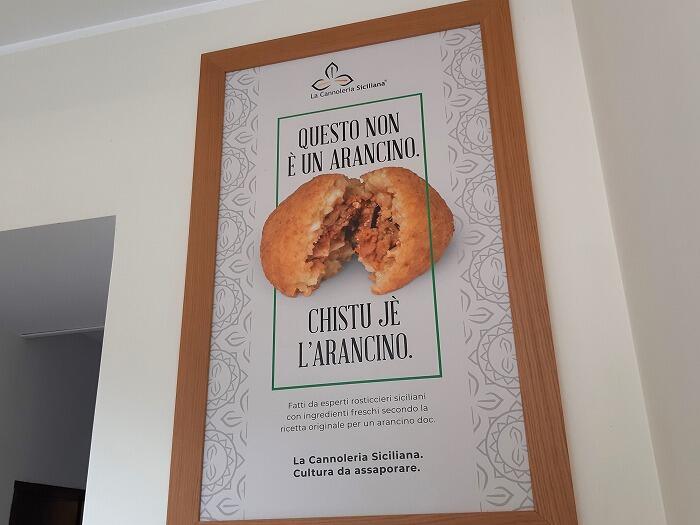 La Cannoleria Siciliana®
QUESTO NON
È UN ARANCINO.
CHISTU JÈ
L'ARANCINO.
Fatti da esperti rosticcieri siciliani
con ingredienti freschi secondo la
ricetta originale per un arancino doc.
La Cannoleria Siciliana.
Cultura da assaporare.